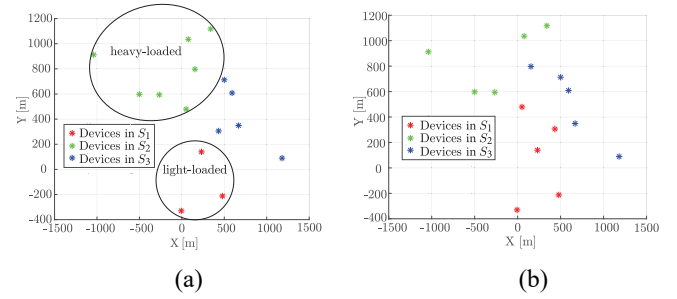 1200
1000
800
600
400
200
0
-200
-400
Y [m]
heavy-loaded
Devices in S1
Devices in S2
Devices in S3
light-loaded
-1500 -1000 -500 0 500 1000 1500
X [m]
(a)
1200
1000
800
600
400
200
0
-200
-400
Y [m]
Devices in S1
Devices in S2
Devices in S3
-1500 -1000 -500 0 500 1000 1500
X [m]
(b)